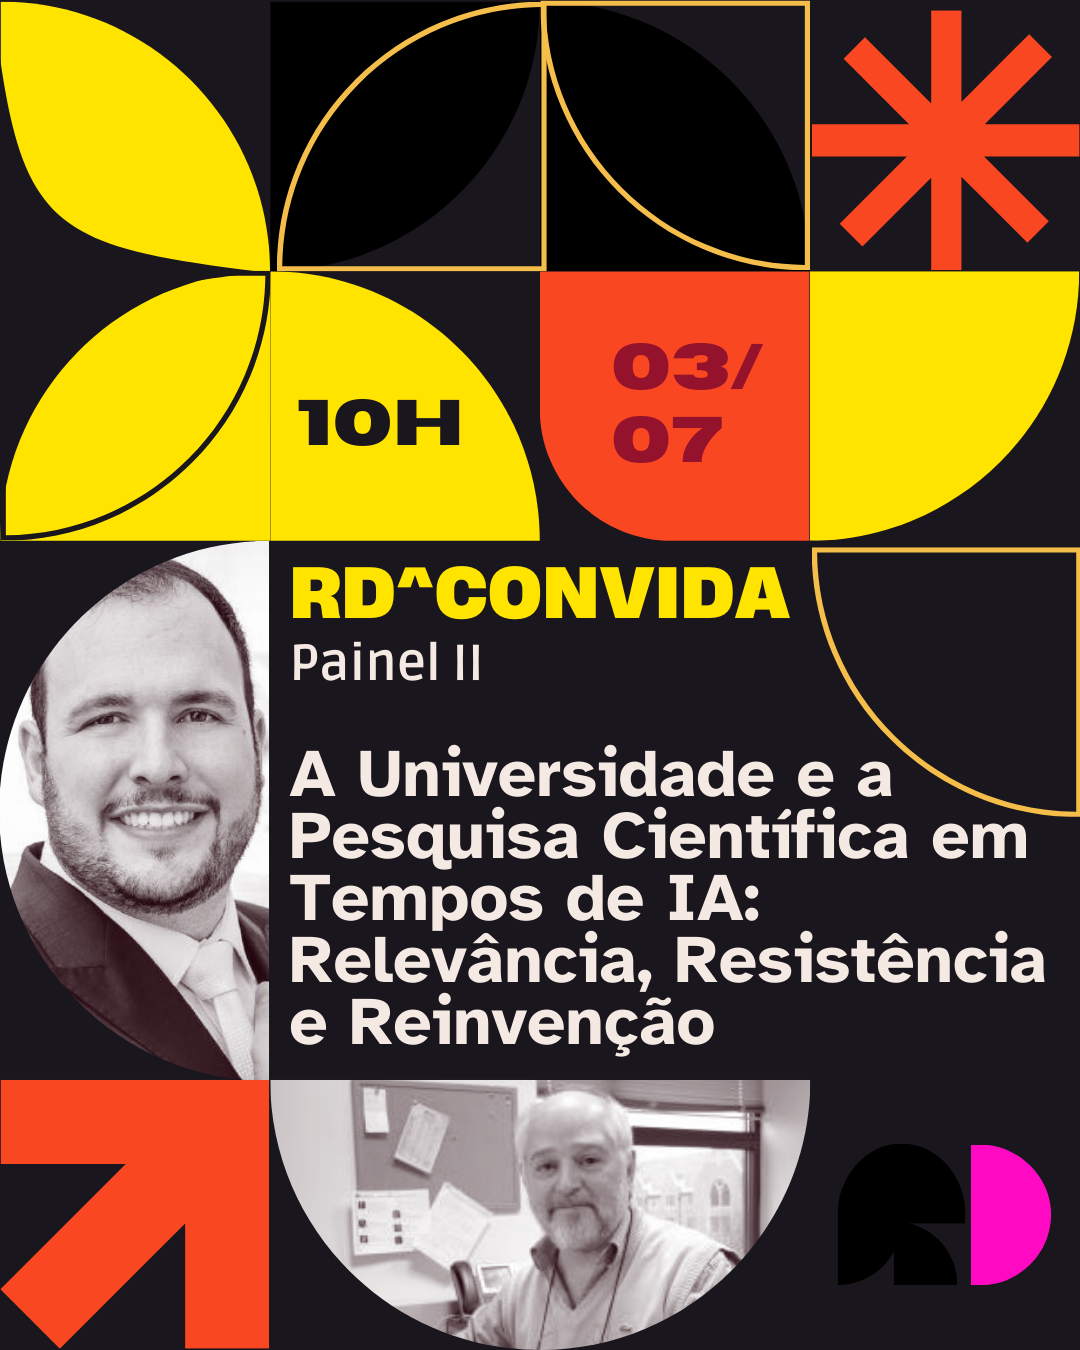 10H
03/
07
RD^CONVIDA
Painel II
A Universidade e a
Pesquisa Científica em
Tempos de IA:
Relevância, Resistência
e Reinvenção